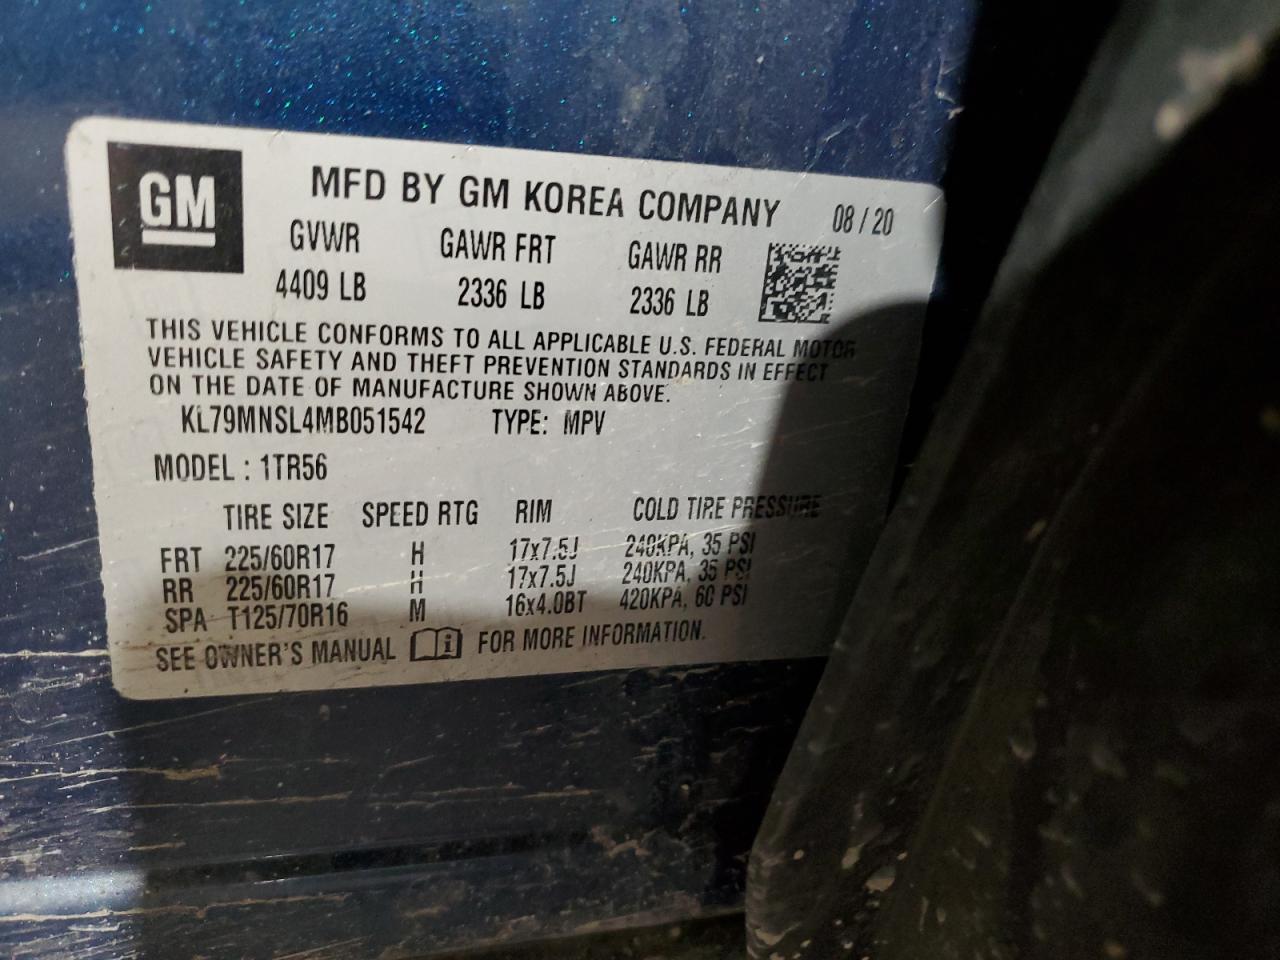 GM
MFD BY GM KOREA COMPANY 08 / 20
GVWR GAWR FRT GAWR RR
4409 LB 2336 LB 2336 LB
THIS VEHICLE CONFORMS TO ALL APPLICABLE U.S. FEDERAL MOTOR
VEHICLE SAFETY AND THEFT PREVENTION STANDARDS IN EFFECT
ON THE DATE OF MANUFACTURE SHOWN ABOVE.
KL79MNSL4MB051542 TYPE: MPV
MODEL : 1TR56
TIRE SIZE SPEED RTG RIM COLD TIRE PRESSURE
FRT 225/60R17 H 17x7.5J 240KPA, 35 PSI
RR 225/60R17 H 17x7.5J 240KPA, 35 PSI
SPA T125/70R16 M 16x4.0BT 420KPA, 60 PSI
SEE OWNER'S MANUAL i FOR MORE INFORMATION.